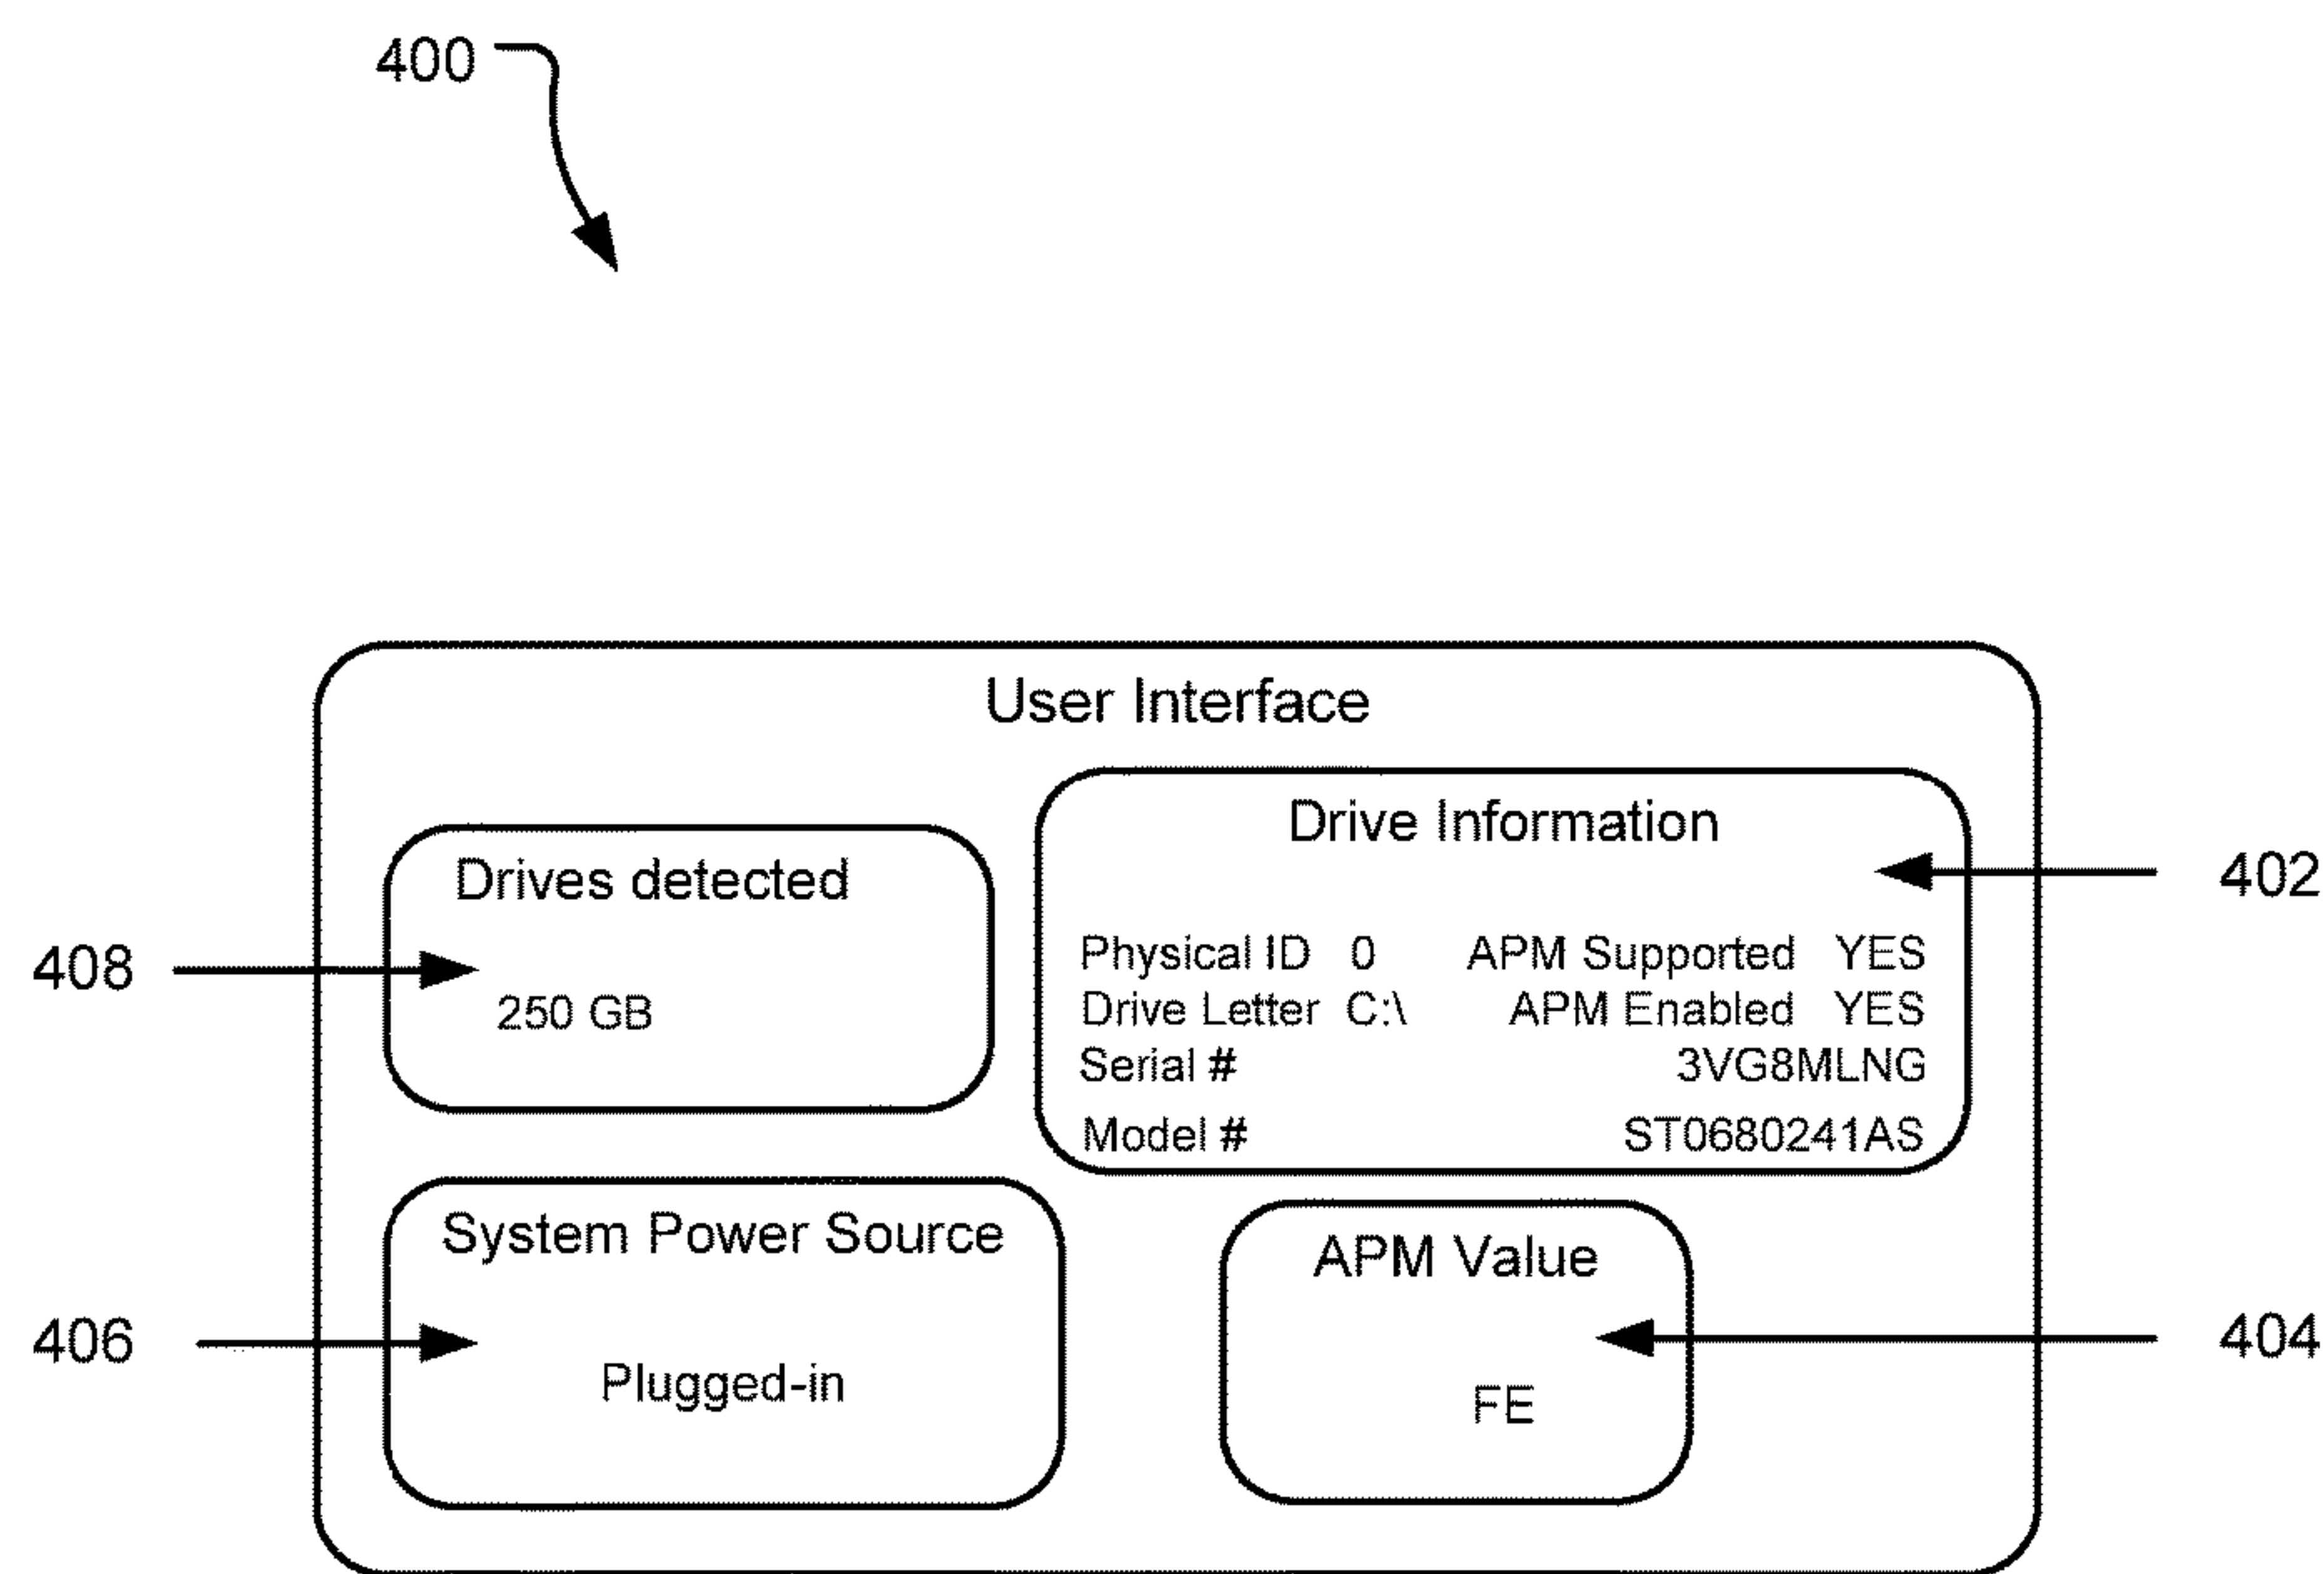 400
User Interface
Drives detected
408
250 GB
Drive Information
402
Physical ID 0 APM Supported YES
Drive Letter C:\ APM Enabled YES
Serial # 3VG8MLNG
Model # ST0680241AS
System Power Source
406
Plugged-in
APM Value
404
FE